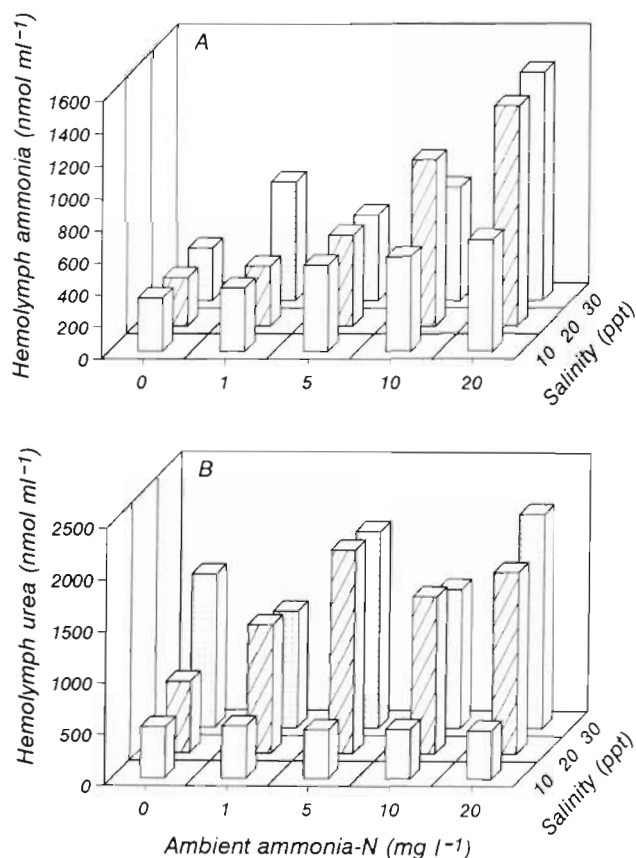 A
Hemolymph ammonia (nmol ml⁻¹)
1600
1400
1200
1000
800
600
400
200
0
0 1 5 10 20
10 20 30
Salinity (ppt)
B
Hemolymph urea (nmol ml⁻¹)
2500
2000
1500
1000
500
0
0 1 5 10 20
10 20 30
Salinity (ppt)
Ambient ammonia-N (mg l⁻¹)